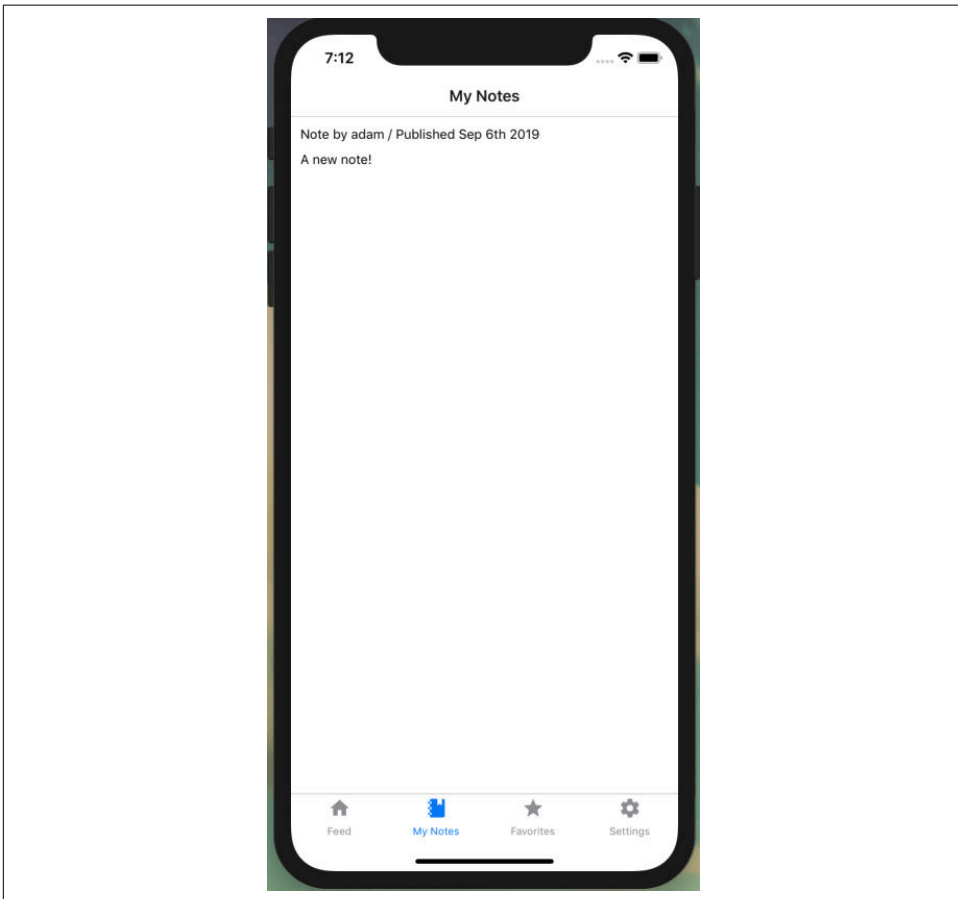 7:12
My Notes
Note by adam / Published Sep 6th 2019
A new note!
Feed
My Notes
Favorites
Settings